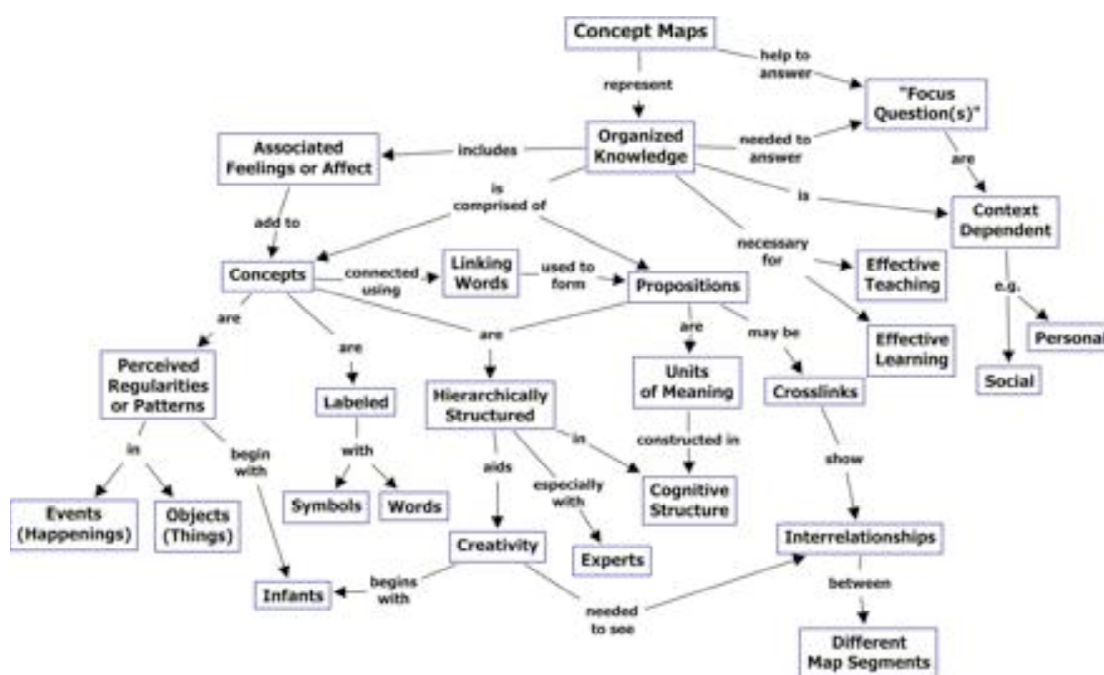 Concept Maps
help to
answer
represent
"Focus
Question(s)"
Organized
Knowledge
needed to
answer
Associated
Feelings or Affect
includes
are
is
comprised of
is
Context
Dependent
add to
necessary
for
Concepts
connected
using
Linking
Words
used to
form
Propositions
Effective
Teaching
e.g.
are
are
are
are
may be
Effective
Learning
Personal
Social
Perceived
Regularities
or Patterns
Labeled
Hierarchically
Structured
Units
of Meaning
Crosslinks
in
begin
with
with
aids
in
especially
with
constructed in
show
Events
(Happenings)
Objects
(Things)
Symbols
Words
Cognitive
Structure
Creativity
Experts
Interrelationships
Infants
begins
with
needed
to see
between
Different
Map Segments